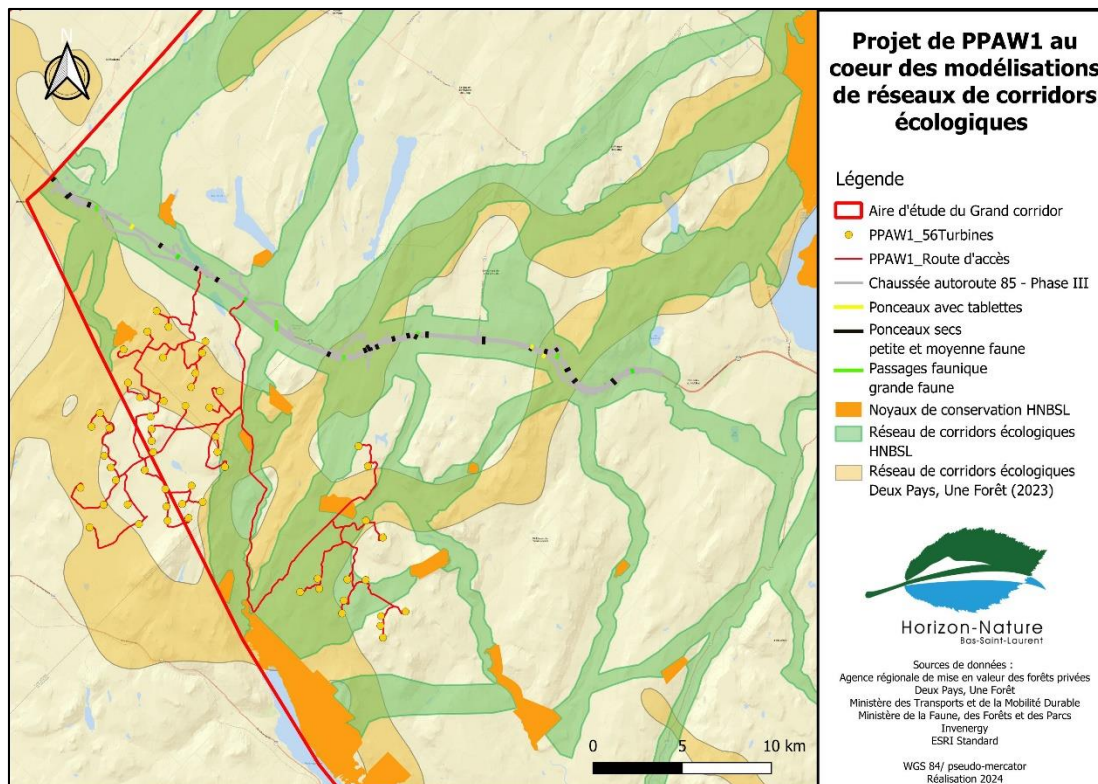 N
Projet de PPAW1 au
coeur des modélisations
de réseaux de corridors
écologiques
Légende
Aire d'étude du Grand corridor
PPAW1_56Turbines
PPAW1_Route d'accès
Chaussée autoroute 85 - Phase III
Ponceaux avec tablettes
Ponceaux secs
petite et moyenne faune
Passages faunique
grande faune
Noyaux de conservation HNBSL
Réseau de corridors écologiques
HNBSL
Réseau de corridors écologiques
Deux Pays, Une Forêt (2023)
Horizon-Nature
Bas-Saint-Laurent
Sources de données :
Agence régionale de mise en valeur des forêts privées
Deux Pays, Une Forêt
Ministère des Transports et de la Mobilité Durable
Ministère de la Faune, des Forêts et des Parcs
Invenergy
ESRI Standard
WGS 84/ pseudo-mercator
Réalisation 2024
0 5 10 km